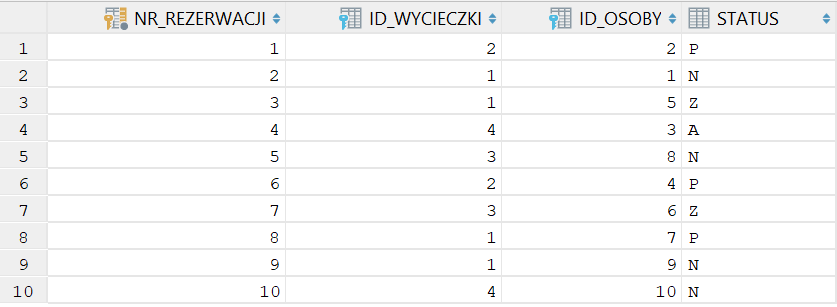 NR_REZERWACJI ID_WYCIECZKI ID_OSOBY STATUS
1 1 2 2 P
2 2 1 1 N
3 3 1 5 Z
4 4 4 3 A
5 5 3 8 N
6 6 2 4 P
7 7 3 6 Z
8 8 1 7 P
9 9 1 9 N
10 10 4 10 N